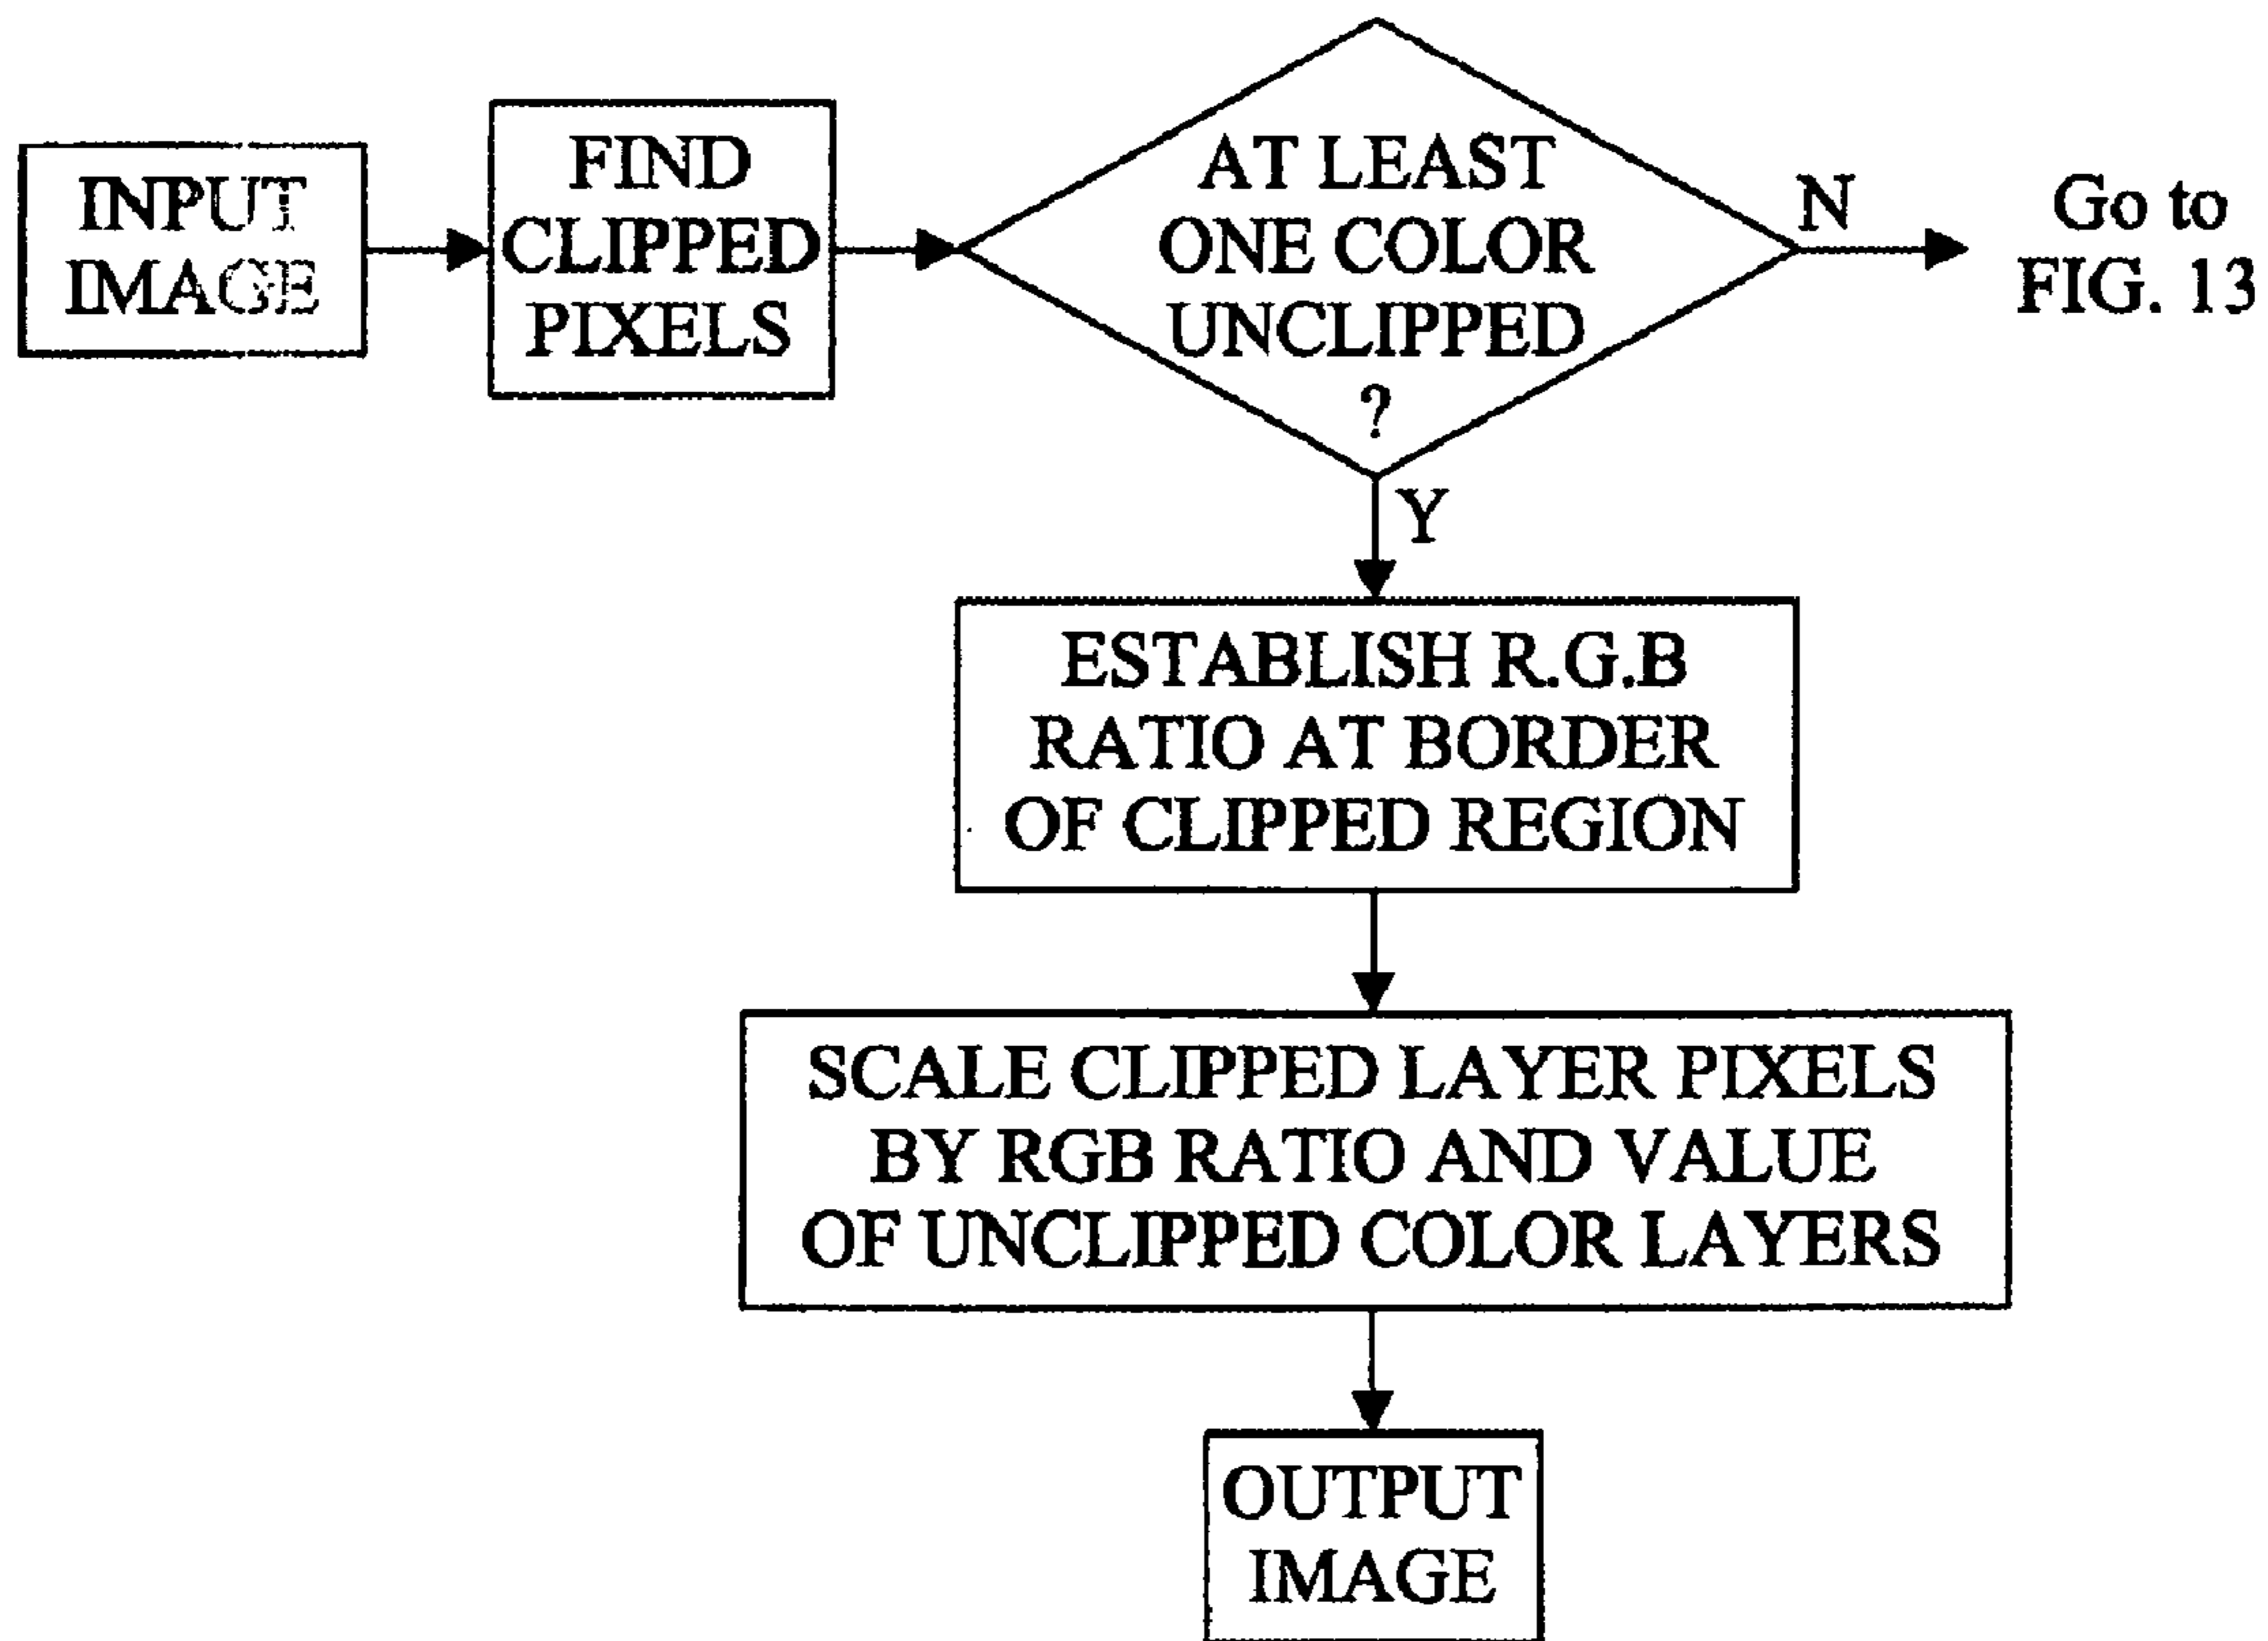 INPUT
IMAGE
FIND
CLIPPED
PIXELS
AT LEAST
ONE COLOR
UNCLIPPED
?
N
Go to
FIG. 13
Y
ESTABLISH R.G.B
RATIO AT BORDER
OF CLIPPED REGION
SCALE CLIPPED LAYER PIXELS
BY RGB RATIO AND VALUE
OF UNCLIPPED COLOR LAYERS
OUTPUT
IMAGE